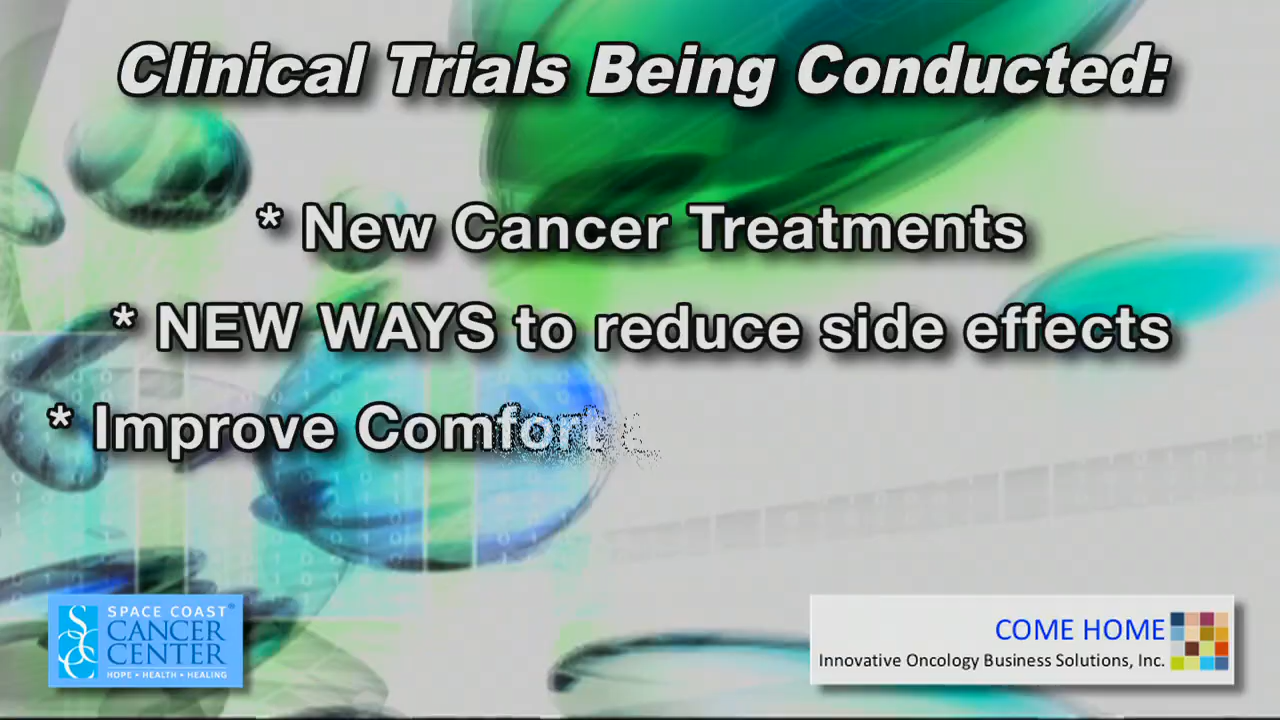 Clinical Trials Being Conducted:
* New Cancer Treatments
* NEW WAYS to reduce side effects
* Improve Comfort
SPACE COAST®
CANCER
CENTER
HOPE • HEALTH • HEALING
COME HOME
Innovative Oncology Business Solutions, Inc.